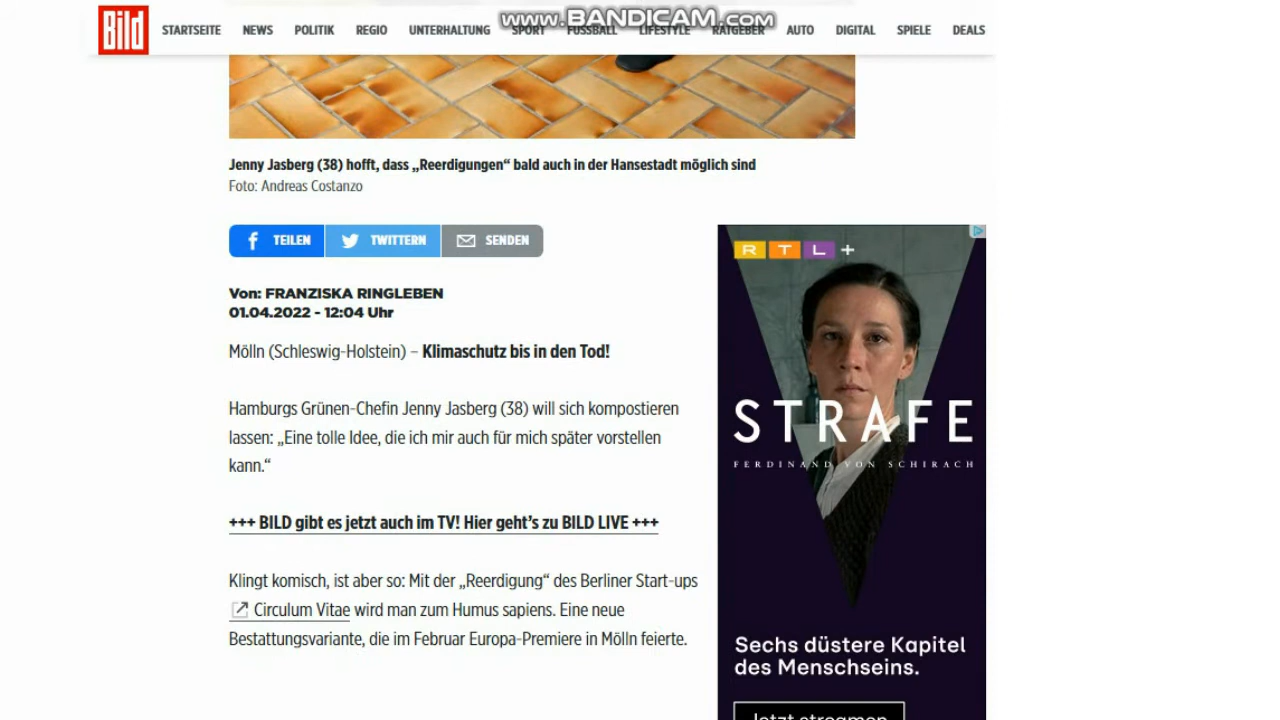 www.BANDICAM.com
Bild STARTSEITE NEWS POLITIK REGIO UNTERHALTUNG SPORT FUSSBALL LIFESTYLE RATGEBER AUTO DIGITAL SPIELE DEALS
Jenny Jasberg (38) hofft, dass „Reerdigungen“ bald auch in der Hansestadt möglich sind
Foto: Andreas Costanzo
TEILEN TWITTERN SENDEN
Von: FRANZISKA RINGLEBEN
01.04.2022 - 12:04 Uhr
Mölln (Schleswig-Holstein) – Klimaschutz bis in den Tod!
Hamburgs Grünen-Chefin Jenny Jasberg (38) will sich kompostieren
lassen: „Eine tolle Idee, die ich mir auch für mich später vorstellen
kann.“
+++ BILD gibt es jetzt auch im TV! Hier geht’s zu BILD LIVE +++
Klingt komisch, ist aber so: Mit der „Reerdigung“ des Berliner Start-ups
Circulum Vitae wird man zum Humus sapiens. Eine neue
Bestattungsvariante, die im Februar Europa-Premiere in Mölln feierte.
RTL+
STRAFE
FERDINAND VON SCHIRACH
Sechs düstere Kapitel
des Menschseins.
Jetzt streamen